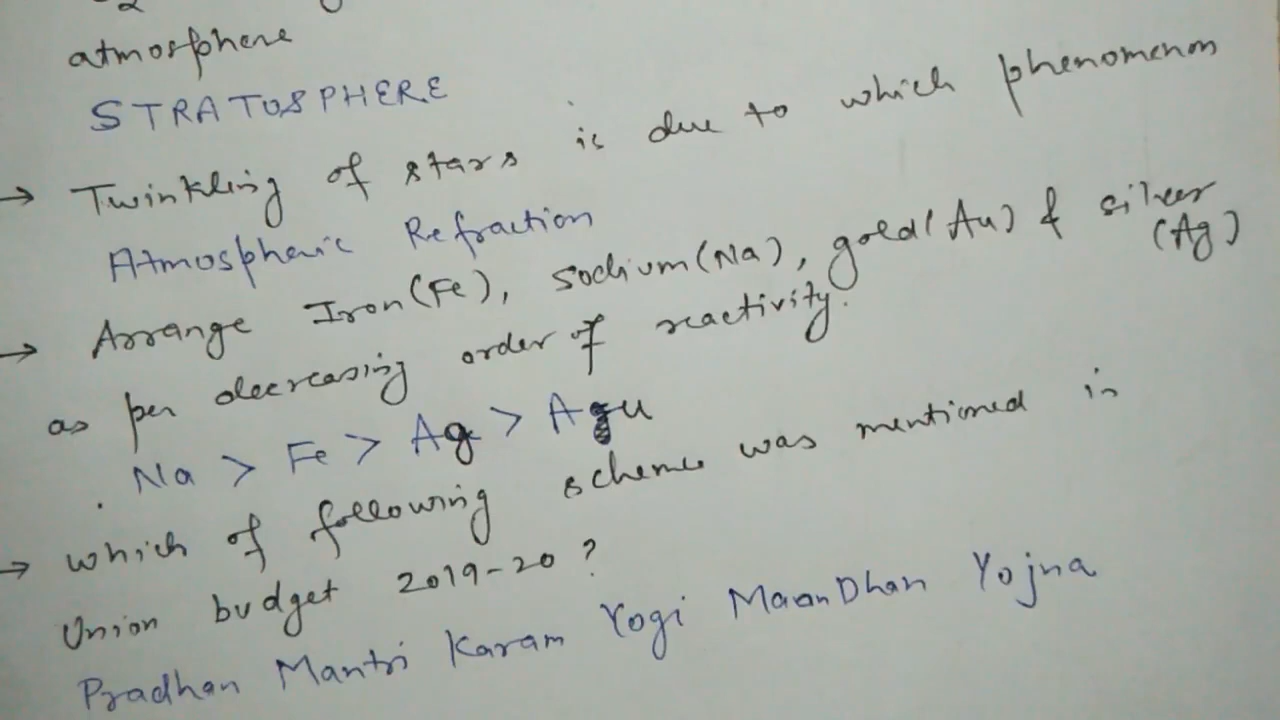 atmosphere
STRATOSPHERE
→ Twinkling of stars is due to which phenomenon
Atmospheric Refraction
→ Arrange Iron(Fe), sodium(Na), gold(Au) & silver (Ag)
as per decreasing order of reactivity.
Na > Fe > Ag > Au
→ which of following scheme was mentioned in
Union budget 2019-20 ?
Pradhan Mantri Karam Yogi MaanDhan Yojna